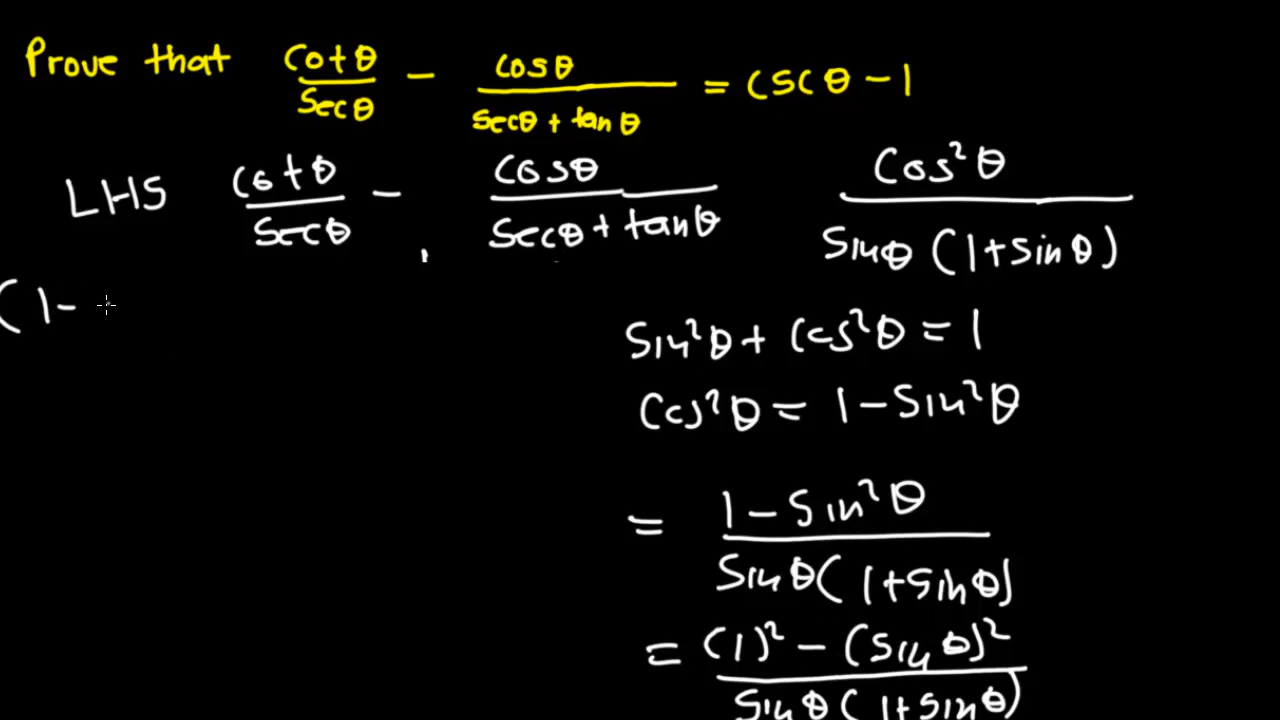 Prove that cotθ/secθ − cosθ/(secθ + tanθ) = cscθ − 1
LHS cotθ/secθ − cosθ/(secθ + tanθ)
cos²θ/(sinθ(1+sinθ))
(1−
sin²θ + cos²θ = 1
cos²θ = 1 − sin²θ
= (1 − sin²θ)/(sinθ(1+sinθ))
= ((1)² − (sinθ)²)/(sinθ(1+sinθ))